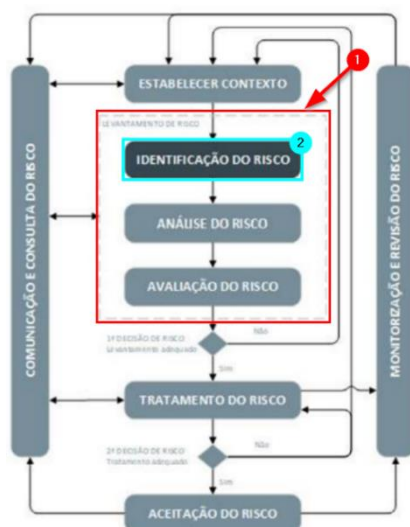 1
ESTABELECER CONTEXTO
LEVANTAMENTO DE RISCO
2
IDENTIFICAÇÃO DO RISCO
ANÁLISE DO RISCO
AVALIAÇÃO DO RISCO
1ª DECISÃO DE RISCO
Levantamento adequado
Não
Sim
TRATAMENTO DO RISCO
2ª DECISÃO DE RISCO
Tratamento adequado
Não
Sim
ACEITAÇÃO DO RISCO
COMUNICAÇÃO E CONSULTA DO RISCO
MONITORIZAÇÃO E REVISÃO DO RISCO